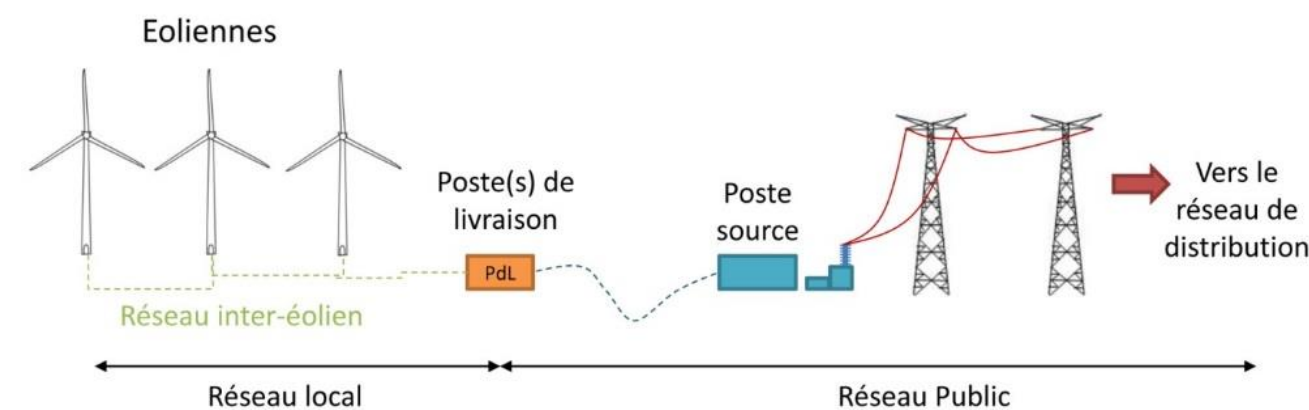 Eoliennes
Poste(s) de
livraison
PdL
Poste
source
Vers le
réseau de
distribution
Réseau inter-éolien
Réseau local
Réseau Public